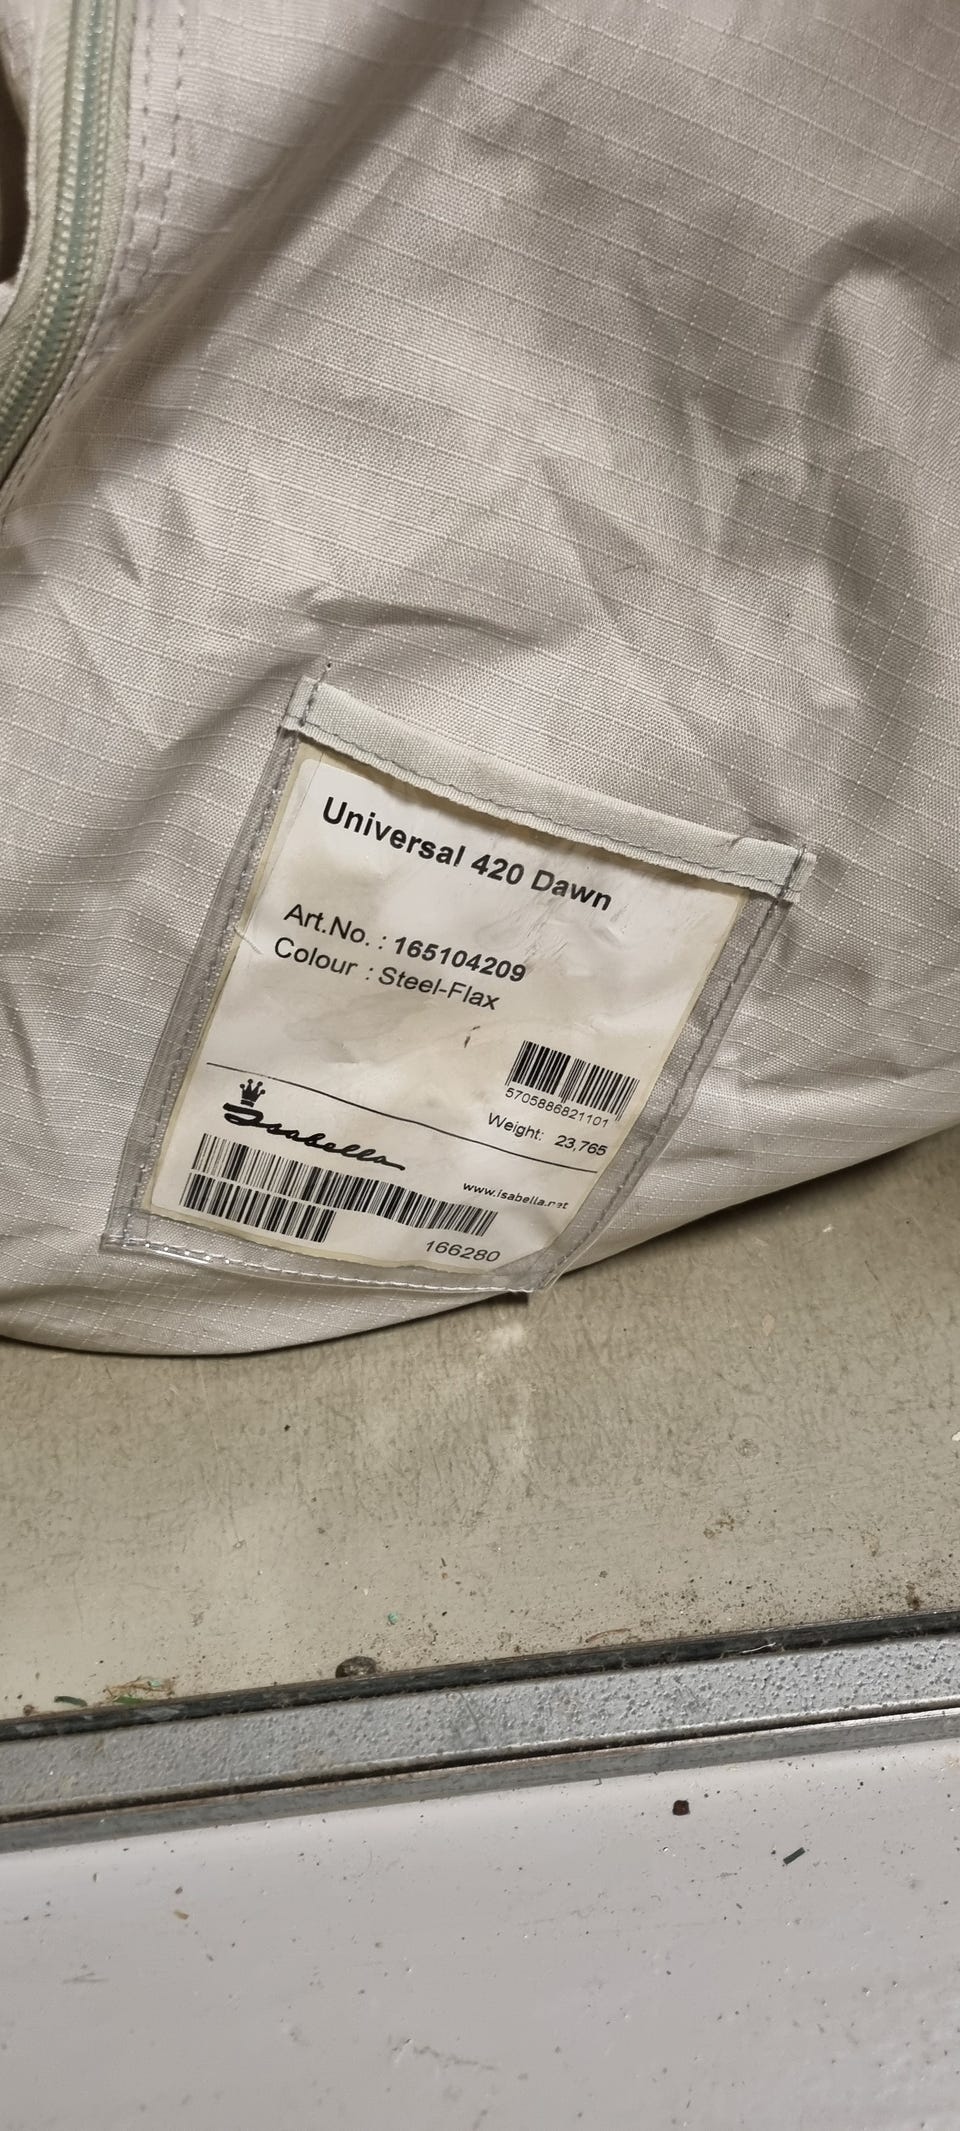 Universal 420 Dawn
Art.No. : 165104209
Colour : Steel-Flax
5705886821101
Weight: 23,765
Isabella
www.isabella.net
166280